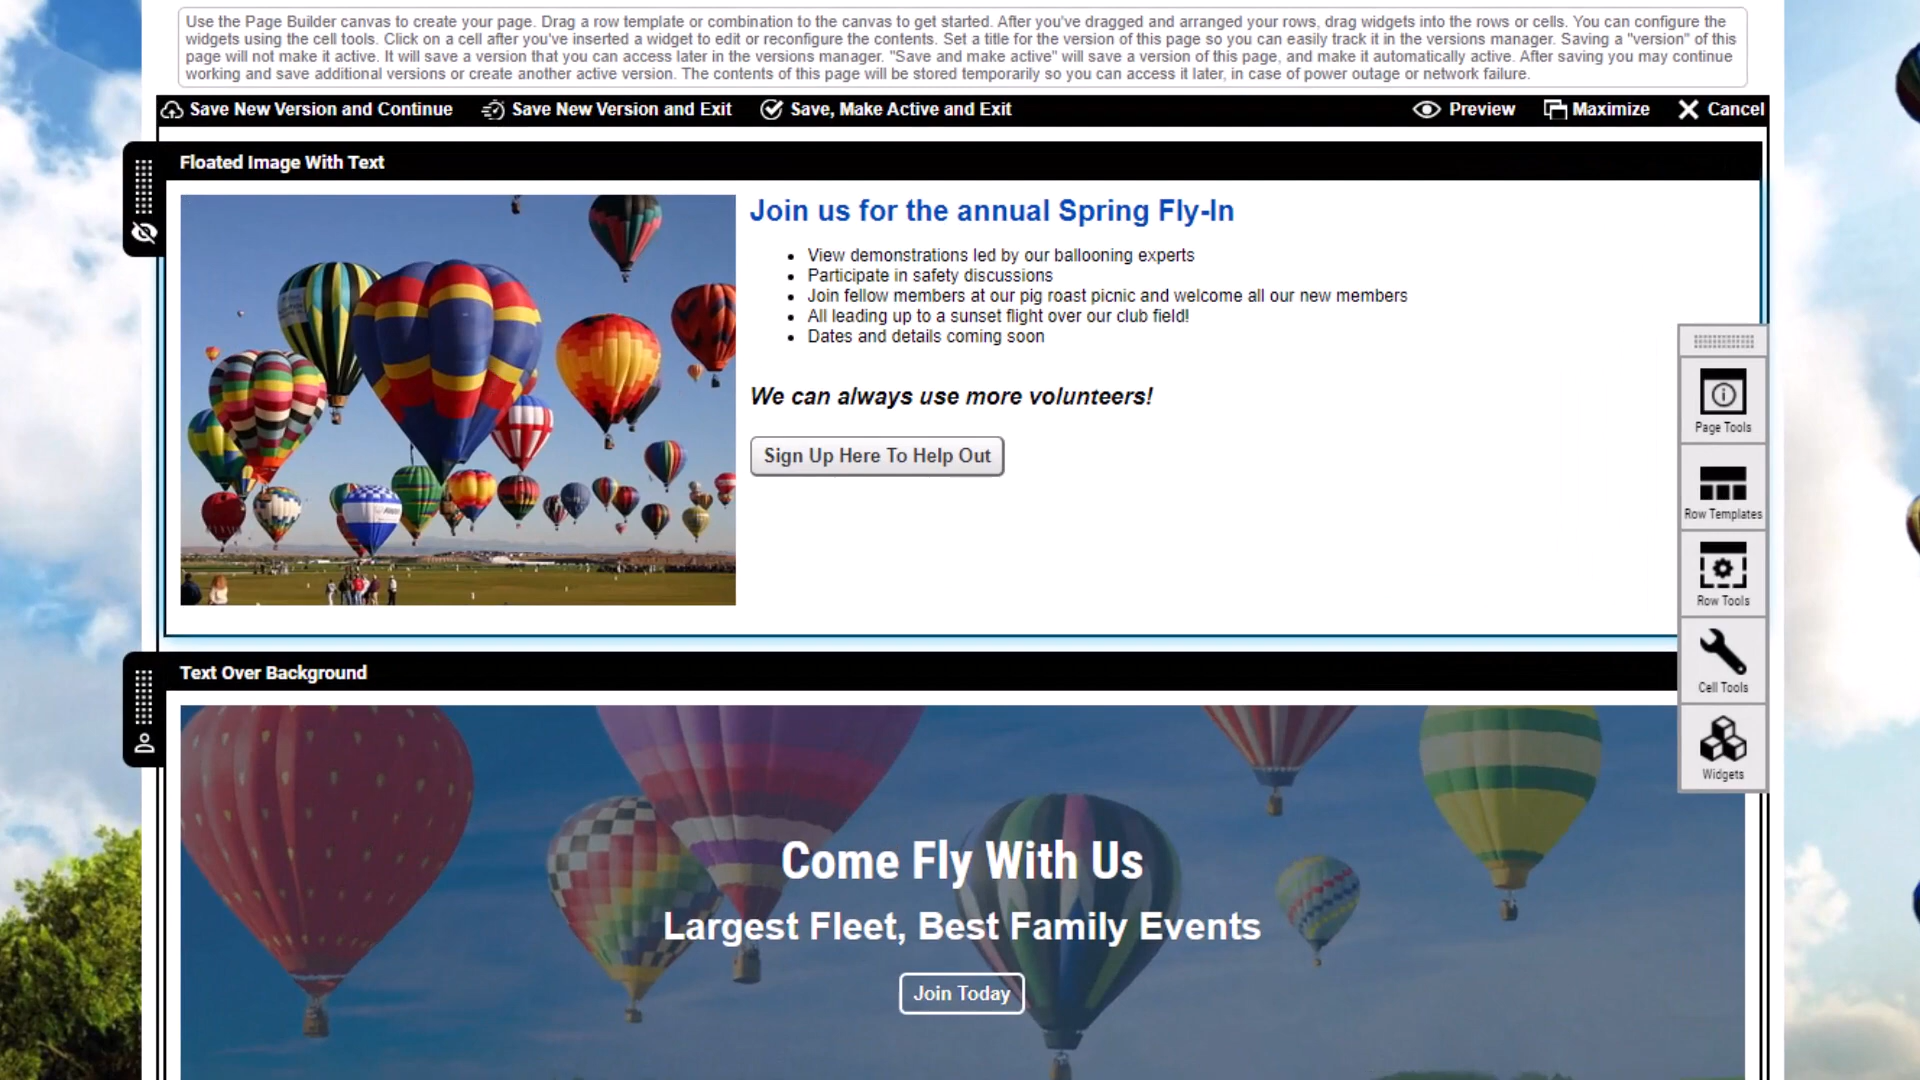 Use the Page Builder canvas to create your page. Drag a row template or combination to the canvas to get started. After you've dragged and arranged your rows, drag widgets into the rows or cells. You can configure the
widgets using the cell tools. Click on a cell after you've inserted a widget to edit or reconfigure the contents. Set a title for the version of this page so you can easily track it in the versions manager. Saving a "version" of this
page will not make it active. It will save a version that you can access later in the versions manager. "Save and make active" will save a version of this page, and make it automatically active. After saving you may continue
working and save additional versions or create another active version. The contents of this page will be stored temporarily so you can access it later, in case of power outage or network failure.
Save New Version and Continue Save New Version and Exit Save, Make Active and Exit Preview Maximize Cancel
Floated Image With Text
Join us for the annual Spring Fly-In
• View demonstrations led by our ballooning experts
• Participate in safety discussions
• Join fellow members at our pig roast picnic and welcome all our new members
• All leading up to a sunset flight over our club field!
• Dates and details coming soon
We can always use more volunteers!
Sign Up Here To Help Out
Page Tools
Row Templates
Row Tools
Cell Tools
Widgets
Text Over Background
Come Fly With Us
Largest Fleet, Best Family Events
Join Today